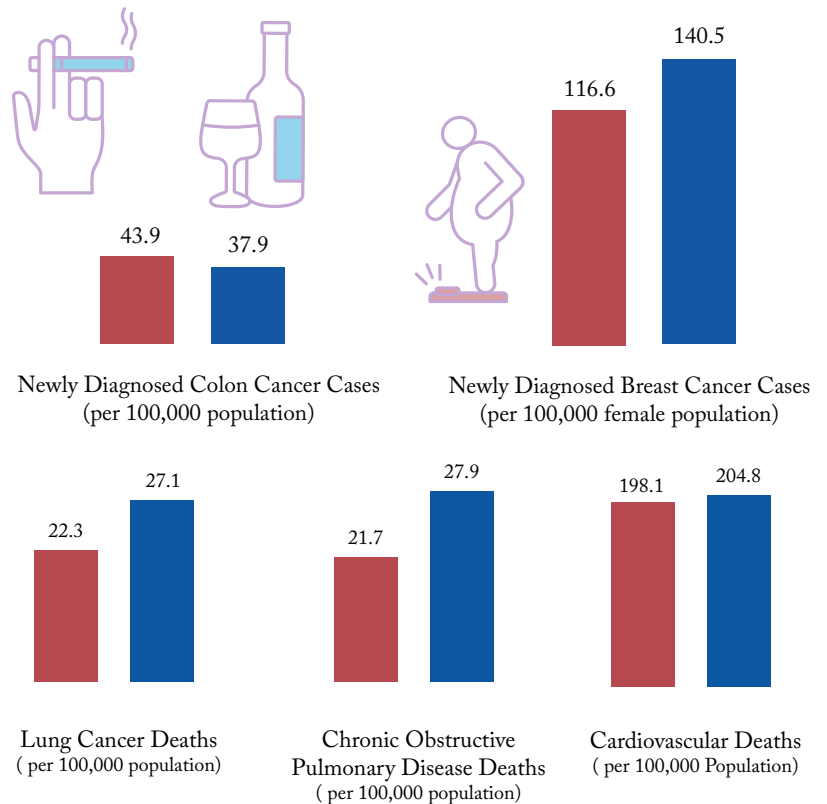 43.9
37.9
Newly Diagnosed Colon Cancer Cases
(per 100,000 population)
116.6
140.5
Newly Diagnosed Breast Cancer Cases
(per 100,000 female population)
22.3
27.1
Lung Cancer Deaths
( per 100,000 population)
21.7
27.9
Chronic Obstructive
Pulmonary Disease Deaths
( per 100,000 population)
198.1
204.8
Cardiovascular Deaths
( per 100,000 Population)